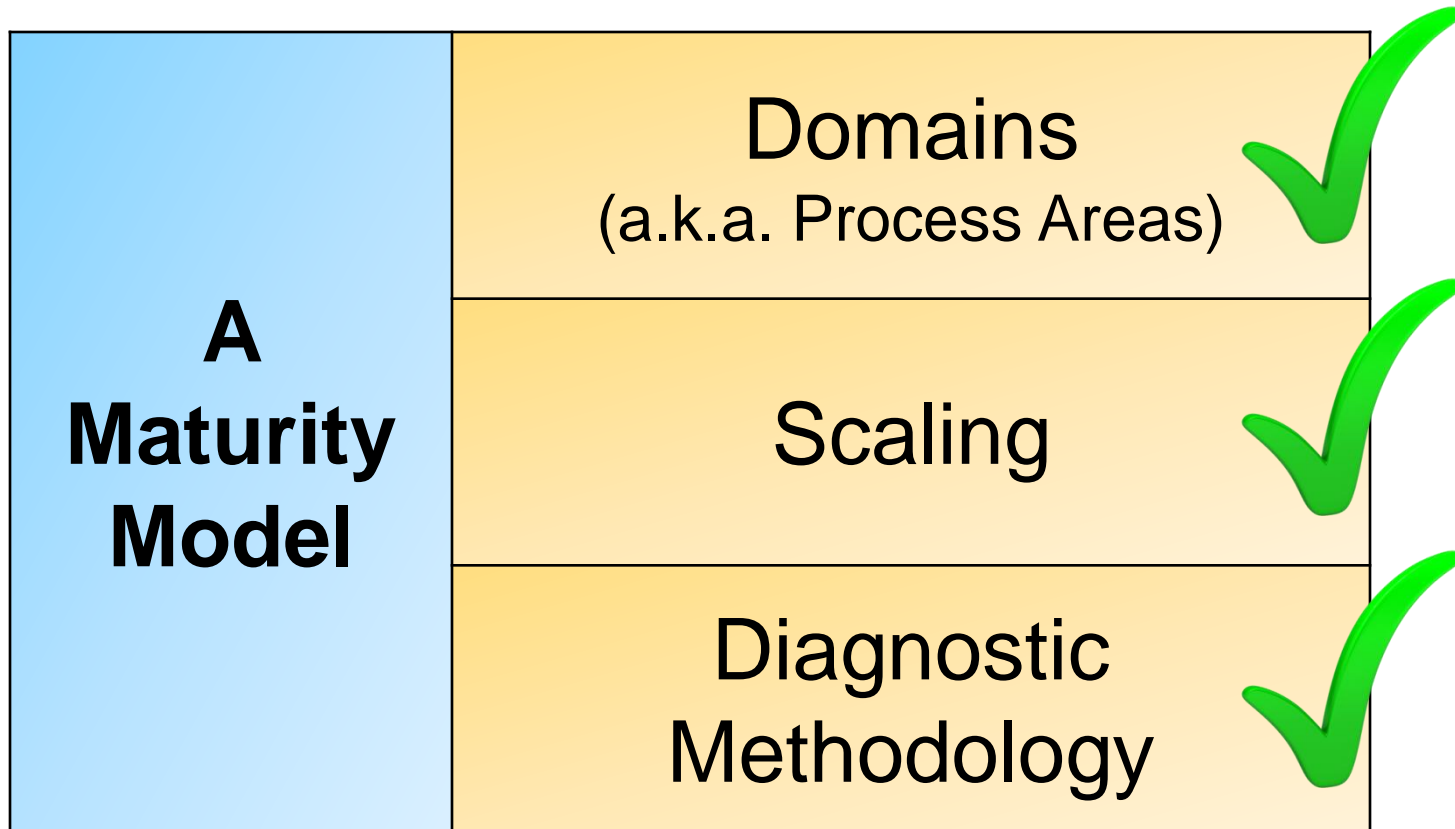 A
Maturity
Model
Domains
(a.k.a. Process Areas)
Scaling
Diagnostic
Methodology